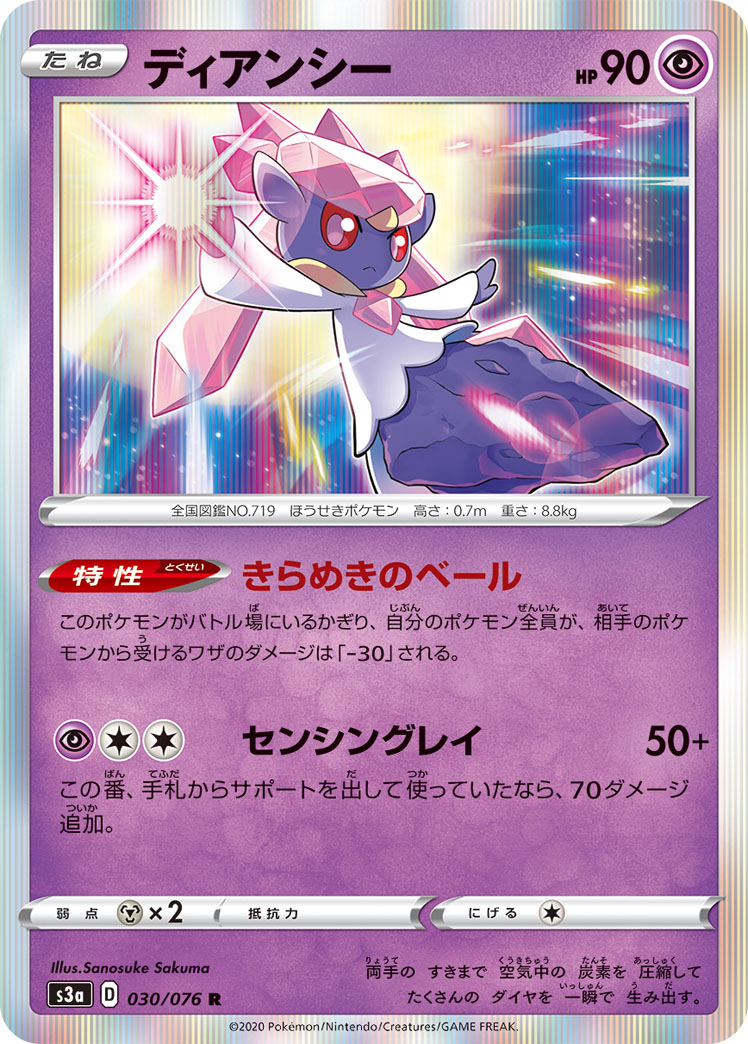 たね ディアンシー HP 90
全国図鑑NO.719 ほうせきポケモン 高さ:0.7m 重さ:8.8kg
特性 とくせい きらめきのベール
このポケモンがバトル場にいるかぎり、自分のポケモン全員が、相手のポケ
モンから受けるワザのダメージは「-30」される。
センシングレイ 50+
この番、手札からサポートを出して使っていたなら、70ダメージ
追加。
弱点 ×2 抵抗力 にげる
Illus.Sanosuke Sakuma
s3a D 030/076 R
両手の すきまで 空気中の 炭素を 圧縮して
たくさんの ダイヤを 一瞬で 生み出す。
©2020 Pokémon/Nintendo/Creatures/GAME FREAK.